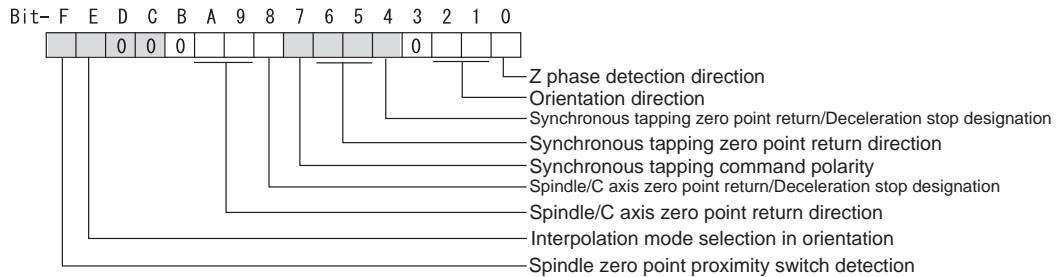 Bit- F E D C B A 9 8 7 6 5 4 3 2 1 0
0 0 0 0
Z phase detection direction
Orientation direction
Synchronous tapping zero point return/Deceleration stop designation
Synchronous tapping zero point return direction
Synchronous tapping command polarity
Spindle/C axis zero point return/Deceleration stop designation
Spindle/C axis zero point return direction
Interpolation mode selection in orientation
Spindle zero point proximity switch detection